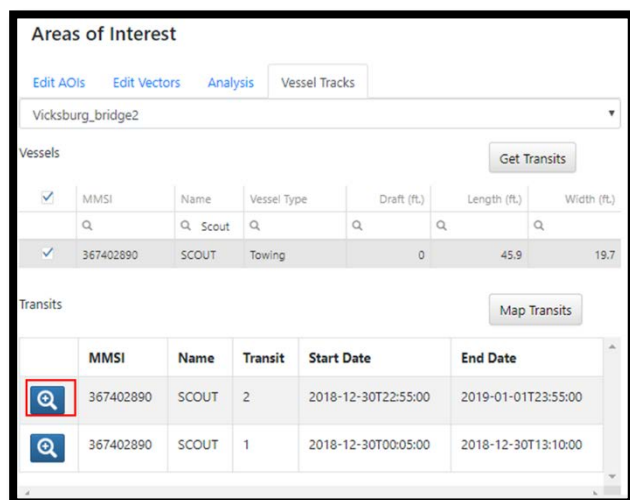 Areas of Interest
Edit AOIs Edit Vectors Analysis Vessel Tracks
Vicksburg_bridge2
Vessels Get Transits
MMSI Name Vessel Type Draft (ft.) Length (ft.) Width (ft.)
Scout
367402890 SCOUT Towing 0 45.9 19.7
Transits Map Transits
MMSI Name Transit Start Date End Date
367402890 SCOUT 2 2018-12-30T22:55:00 2019-01-01T23:55:00
367402890 SCOUT 1 2018-12-30T00:05:00 2018-12-30T13:10:00